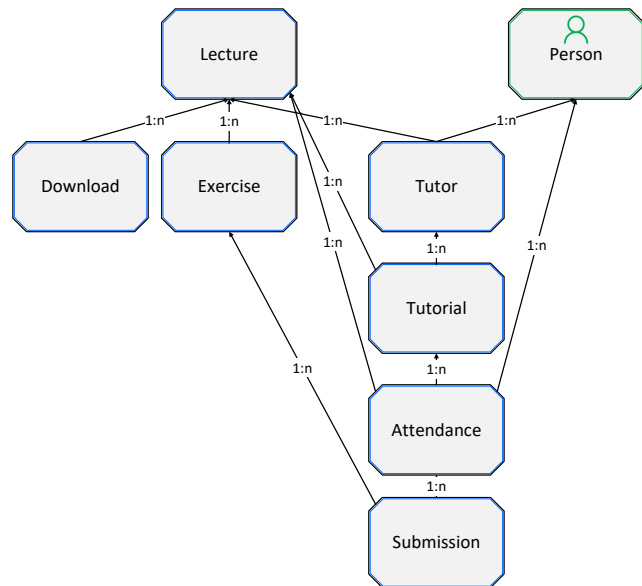 Lecture
Person
1:n
1:n
1:n
1:n
Download
Exercise
Tutor
1:n
1:n
1:n
1:n
Tutorial
1:n
1:n
Attendance
1:n
Submission